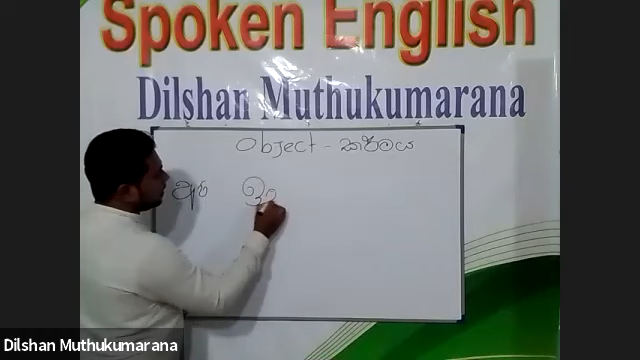 Spoken English
Dilshan Muthukumarana
Object - කර්මය
අපි
Dilshan Muthukumarana